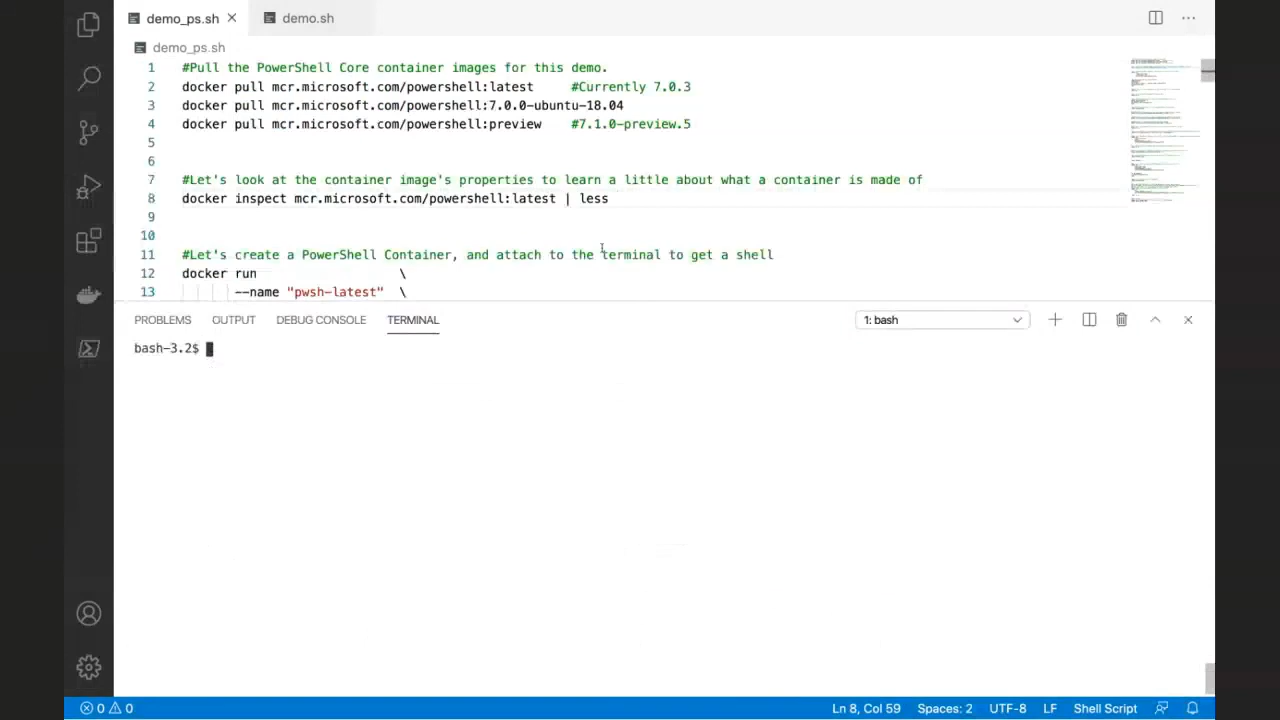 demo_ps.sh
demo.sh
demo_ps.sh
1 #Pull the PowerShell Core container images for this demo.
2 docker pull mcr.microsoft.com/powershell:latest #Currently 7.0.3
3 docker pull mcr.microsoft.com/powershell:7.0.0-ubuntu-18.04
4 docker pull mcr.microsoft.com/powershell:preview #7.1.0-preview.5
5
6
7 #Let's look at a container image's properties to learn a little about what a container is made of
8 docker inspect mcr.microsoft.com/powershell:latest | less
9
10
11 #Let's create a PowerShell Container, and attach to the terminal to get a shell
12 docker run \
13 --name "pwsh-latest" \
PROBLEMS OUTPUT DEBUG CONSOLE TERMINAL 1: bash
bash-3.2$
0 0 Ln 8, Col 59 Spaces: 2 UTF-8 LF Shell Script